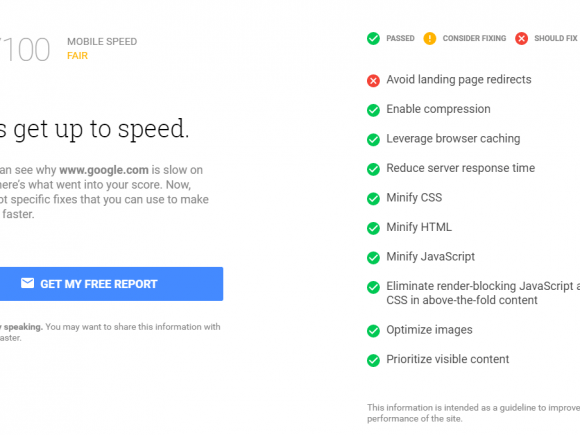 /100
MOBILE SPEED
FAIR
s get up to speed.
an see why www.google.com is slow on
here's what went into your score. Now,
ot specific fixes that you can use to make
faster.
GET MY FREE REPORT
y speaking. You may want to share this information with
aster.
PASSED CONSIDER FIXING SHOULD FIX
Avoid landing page redirects
Enable compression
Leverage browser caching
Reduce server response time
Minify CSS
Minify HTML
Minify JavaScript
Eliminate render-blocking JavaScript a
CSS in above-the-fold content
Optimize images
Prioritize visible content
This information is intended as a guideline to improve
performance of the site.